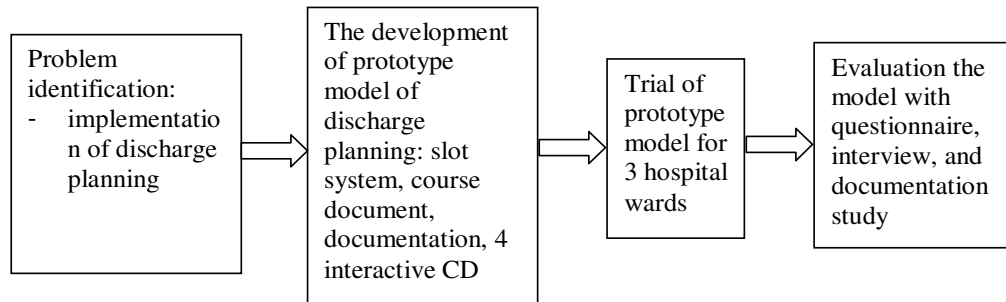 Problem
identification:
- implementatio
n of discharge
planning
The development
of prototype
model of
discharge
planning: slot
system, course
document,
documentation, 4
interactive CD
Trial of
prototype
model for
3 hospital
wards
Evaluation the
model with
questionnaire,
interview, and
documentation
study